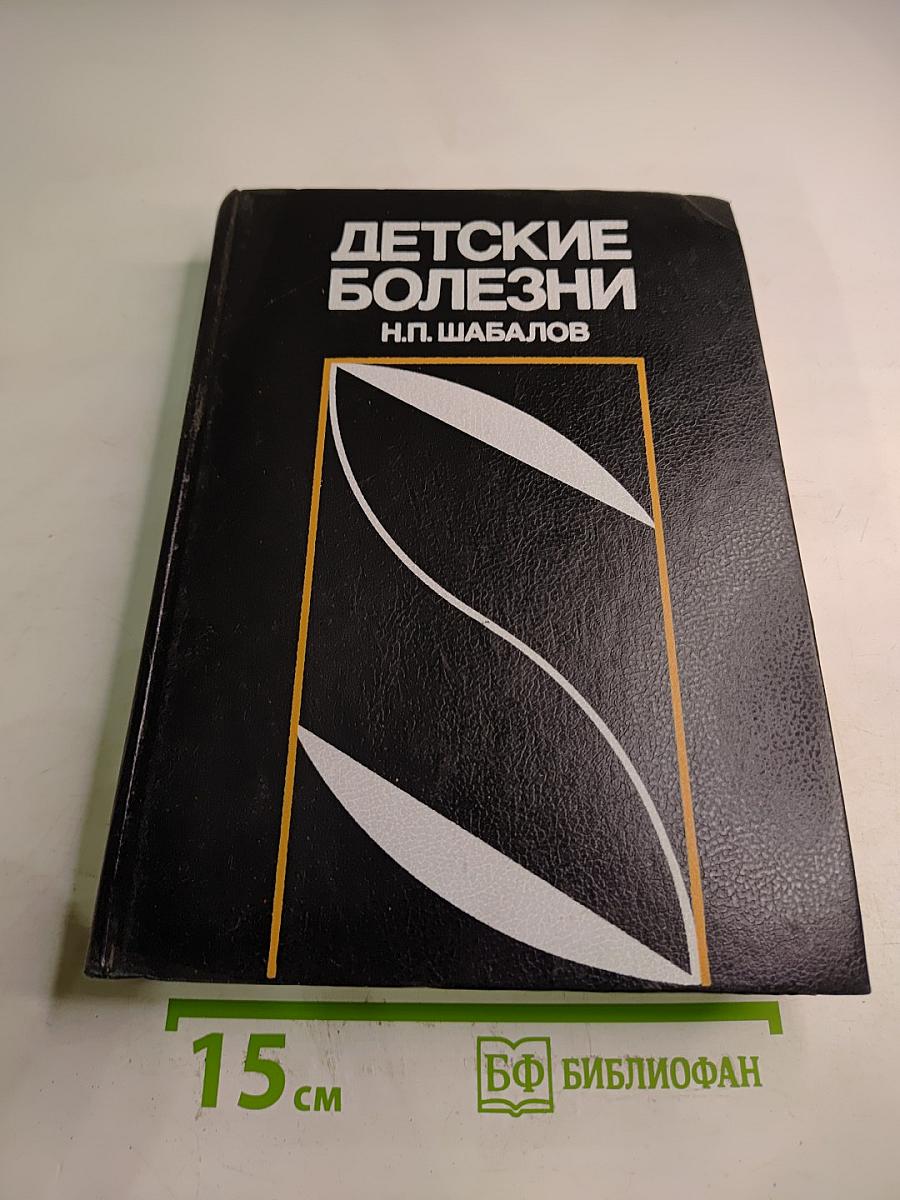 ДЕТСКИЕ
БОЛЕЗНИ
Н.П. ШАБАЛОВ
15 см
БФ БИБЛИОФАН